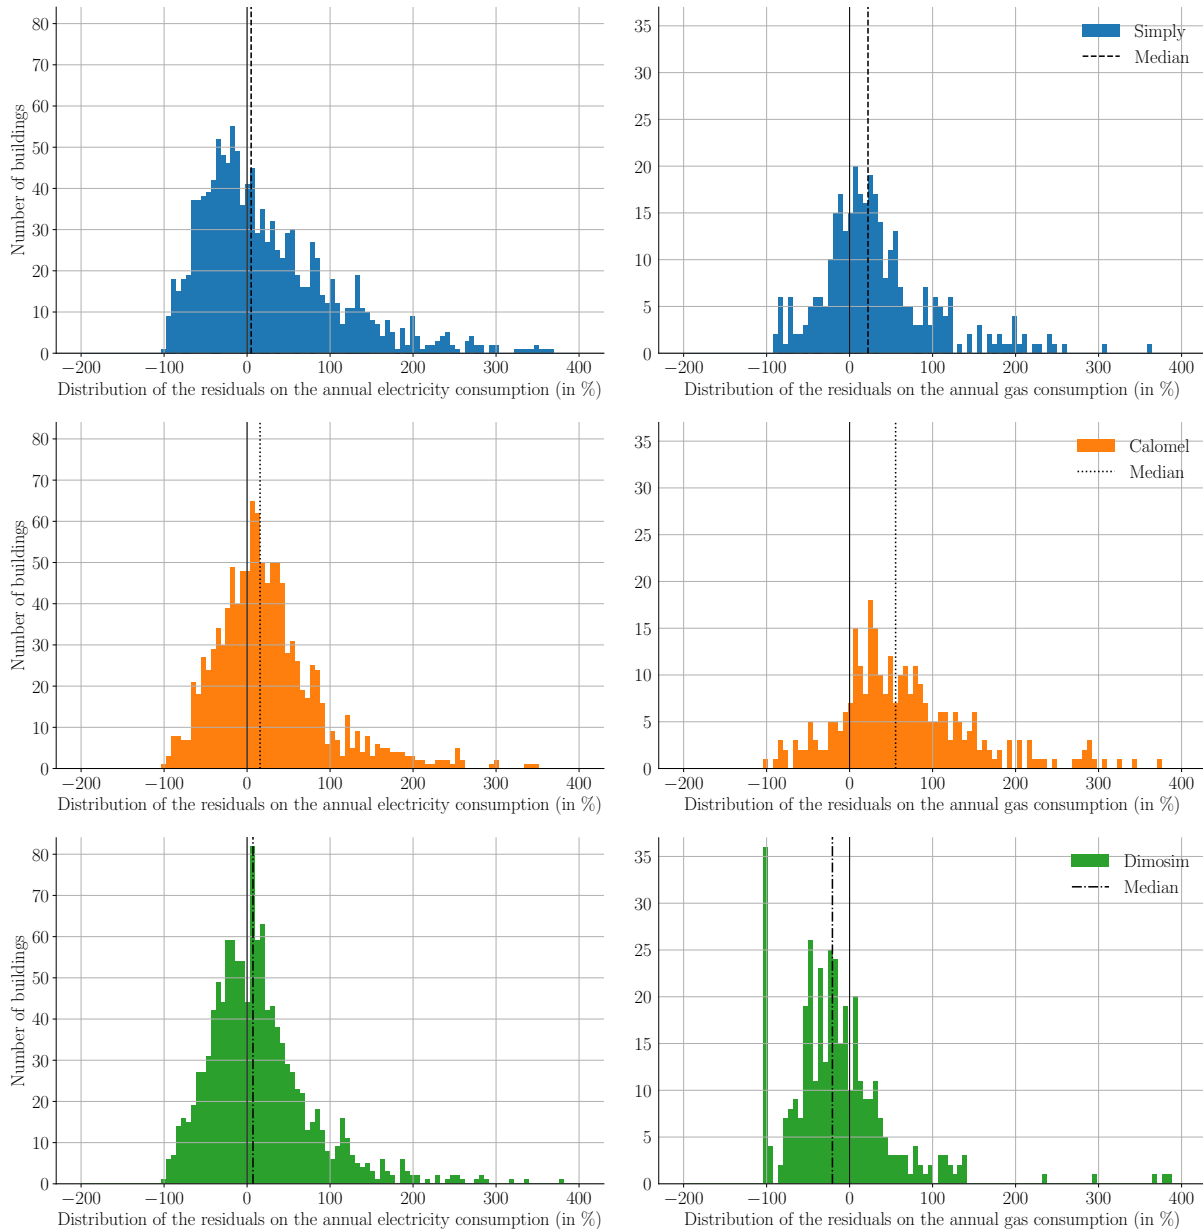 80
70
60
50
40
30
20
10
0
Number of buildings
−200 −100 0 100 200 300 400
Distribution of the residuals on the annual electricity consumption (in %)
35
30
25
20
15
10
5
0
Simply
Median
−200 −100 0 100 200 300 400
Distribution of the residuals on the annual gas consumption (in %)
80
70
60
50
40
30
20
10
0
Number of buildings
−200 −100 0 100 200 300 400
Distribution of the residuals on the annual electricity consumption (in %)
35
30
25
20
15
10
5
0
Calomel
Median
−200 −100 0 100 200 300 400
Distribution of the residuals on the annual gas consumption (in %)
80
70
60
50
40
30
20
10
0
Number of buildings
−200 −100 0 100 200 300 400
Distribution of the residuals on the annual electricity consumption (in %)
35
30
25
20
15
10
5
0
Dimosim
Median
−200 −100 0 100 200 300 400
Distribution of the residuals on the annual gas consumption (in %)